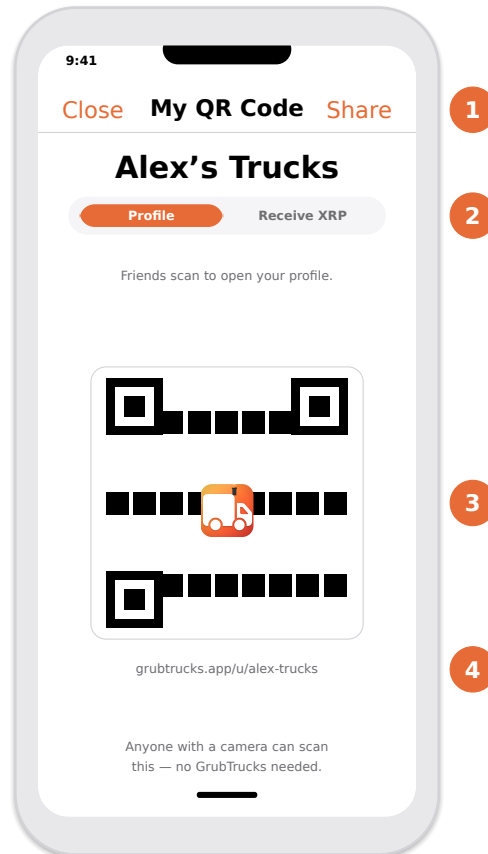 9:41
Close My QR Code Share
1
Alex’s Trucks
Profile Receive XRP
2
Friends scan to open your profile.
3
grubtrucks.app/u/alex-trucks
4
Anyone with a camera can scan
this — no GrubTrucks needed.